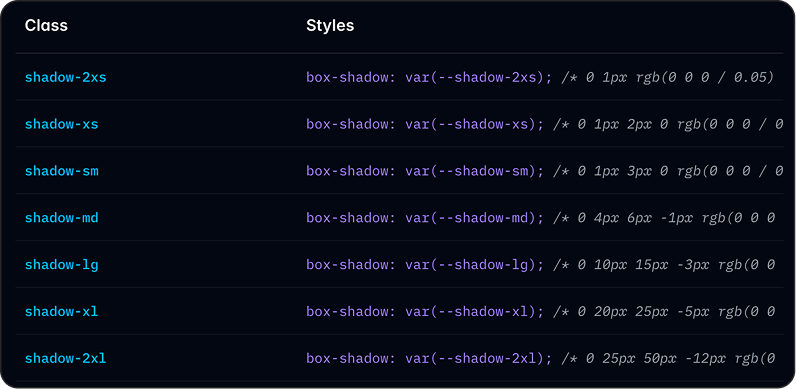 Class Styles
shadow-2xs box-shadow: var(--shadow-2xs); /* 0 1px rgb(0 0 0 / 0.05)
shadow-xs box-shadow: var(--shadow-xs); /* 0 1px 2px 0 rgb(0 0 0 / 0
shadow-sm box-shadow: var(--shadow-sm); /* 0 1px 3px 0 rgb(0 0 0 / 0
shadow-md box-shadow: var(--shadow-md); /* 0 4px 6px -1px rgb(0 0 0
shadow-lg box-shadow: var(--shadow-lg); /* 0 10px 15px -3px rgb(0 0
shadow-xl box-shadow: var(--shadow-xl); /* 0 20px 25px -5px rgb(0 0
shadow-2xl box-shadow: var(--shadow-2xl); /* 0 25px 50px -12px rgb(0